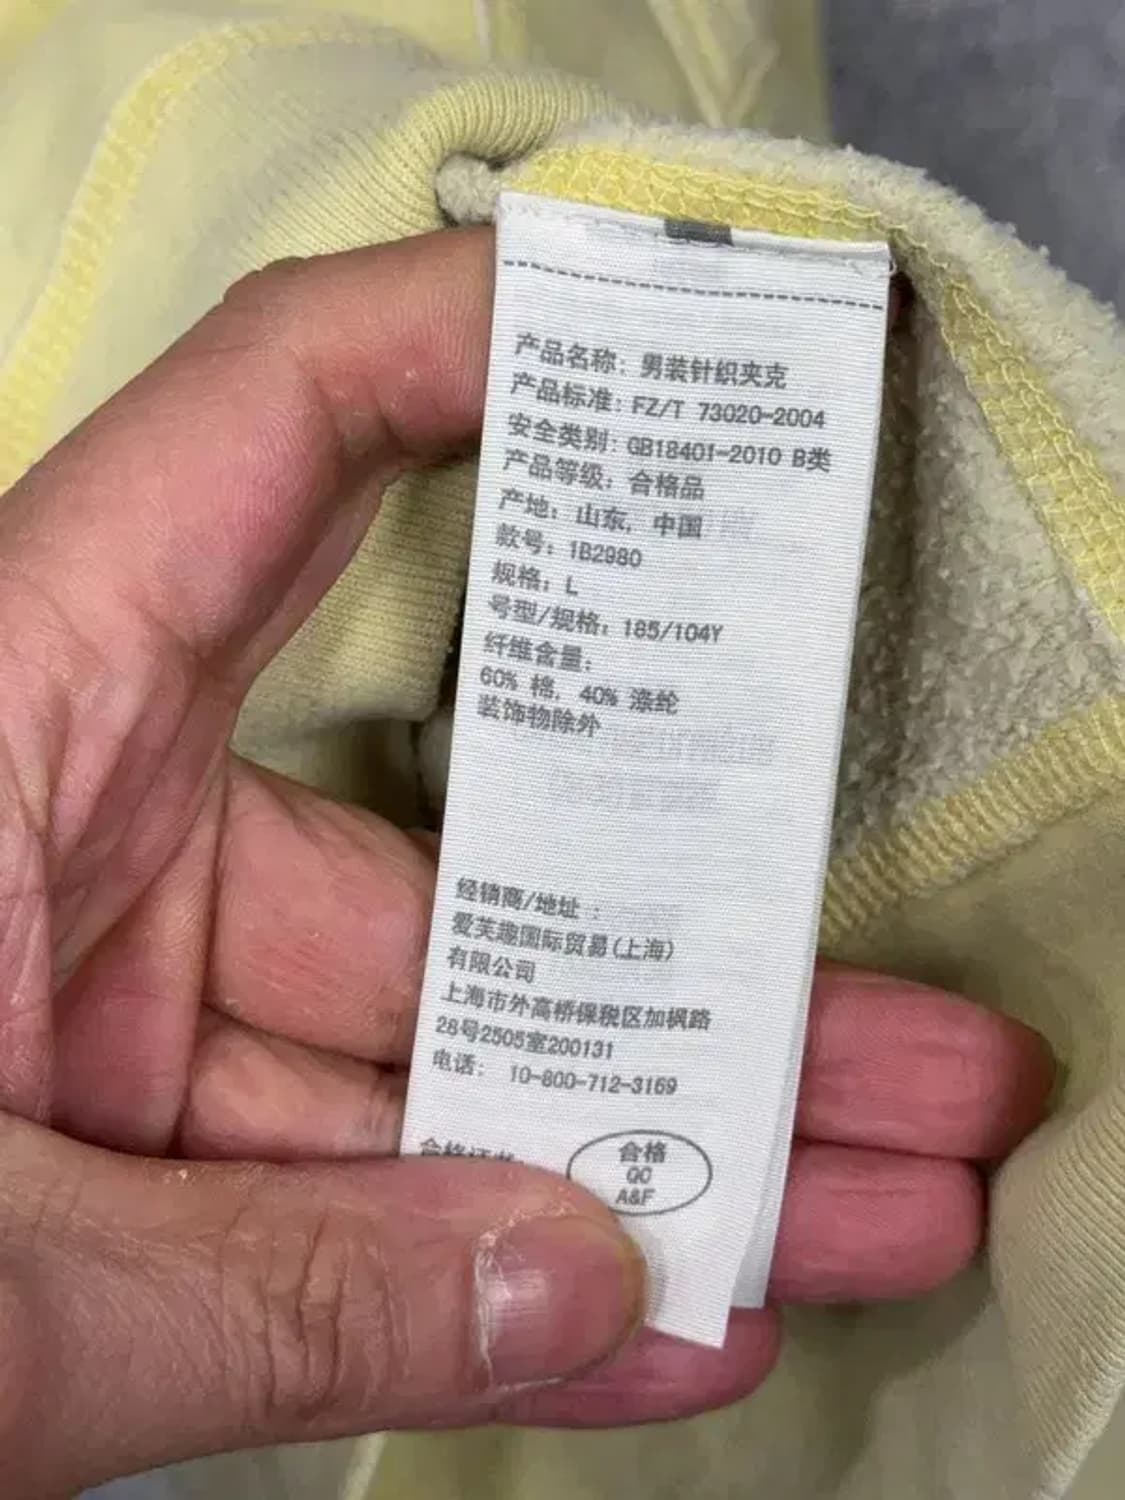 产品名称：男装针织夹克
产品标准：FZ/T 73020-2004
安全类别：GB18401-2010 B类
产品等级：合格品
产地：山东，中国
款号：1B2980
规格：L
号型/规格：185/104Y
纤维含量：
60% 棉，40% 涤纶
装饰物除外
经销商/地址：
爱芙趣国际贸易(上海)
有限公司
上海市外高桥保税区加枫路
28号2505室200131
电话： 10-800-712-3169
合格
QC
A&F